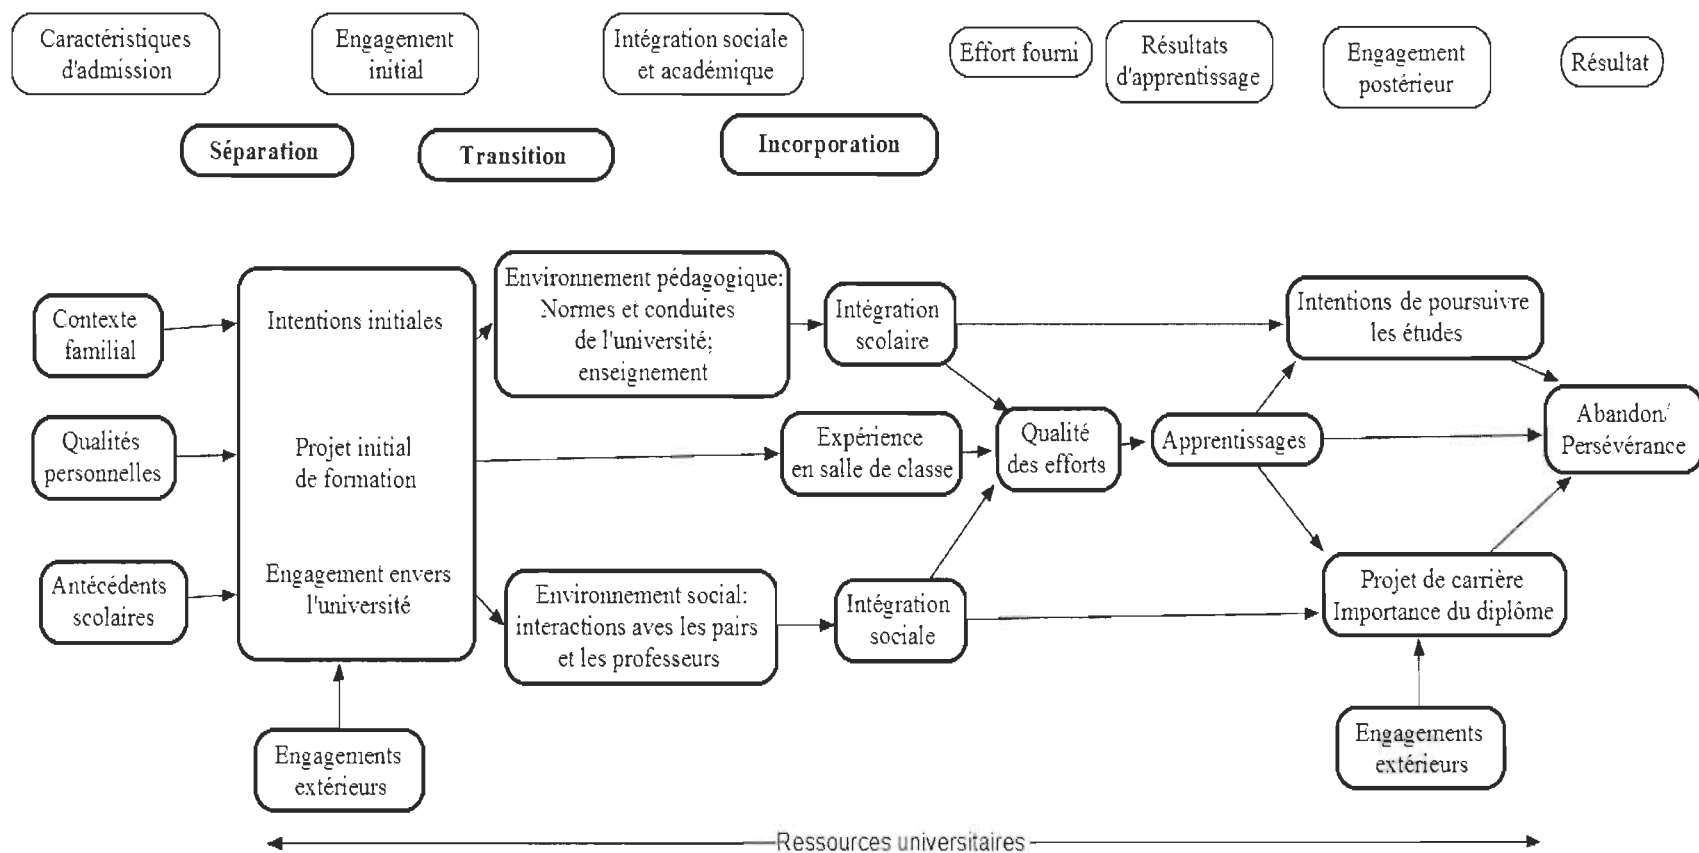 Caractéristiques
d'admission
Engagement
initial
Intégration sociale
et académique
Effort fourni
Résultats
d'apprentissage
Engagement
postérieur
Résultat
Séparation
Transition
Incorporation
Contexte
familial
Qualités
personnelles
Antécédents
scolaires
Intentions initiales
Projet initial
de formation
Engagement envers
l'université
Engagements
extérieurs
Environnement pédagogique:
Normes et conduites
de l'université;
enseignement
Environnement social:
interactions aves les pairs
et les professeurs
Intégration
scolaire
Expérience
en salle de classe
Intégration
sociale
Qualité
des efforts
Apprentissages
Intentions de poursuivre
les études
Projet de carrière
Importance du diplôme
Engagements
extérieurs
Abandon/
Persévérance
Ressources universitaires